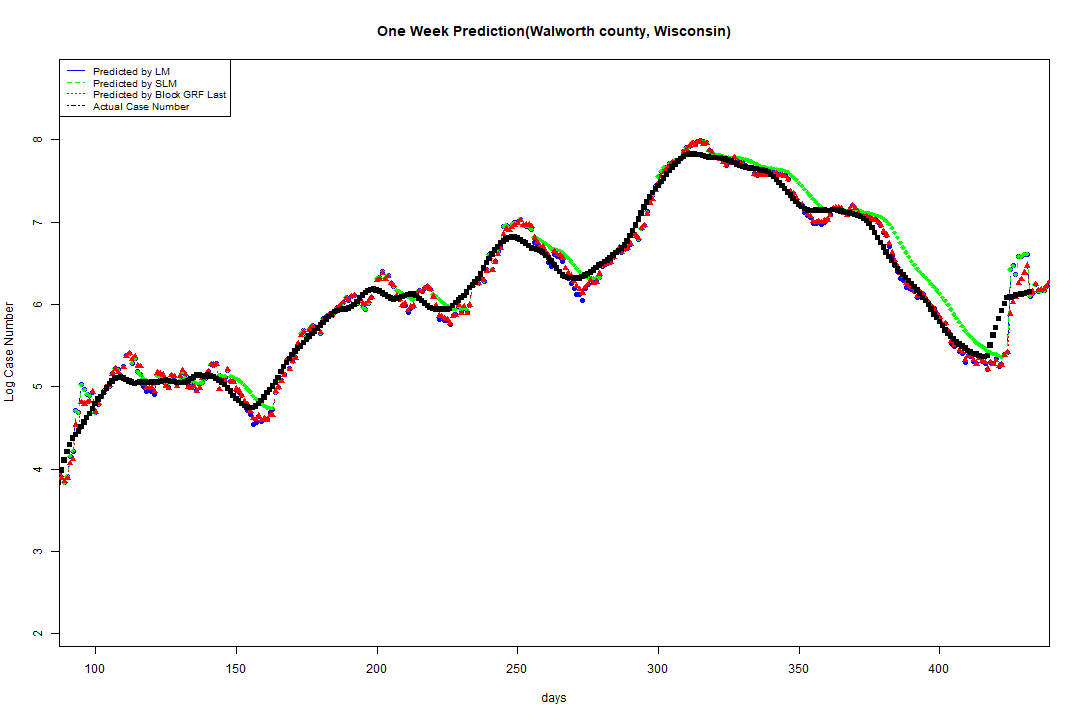 One Week Prediction(Walworth county, Wisconsin)
Predicted by LM
Predicted by SLM
Predicted by Block GRF Last
Actual Case Number
Log Case Number
8
7
6
5
4
3
2
100 150 200 250 300 350 400
days